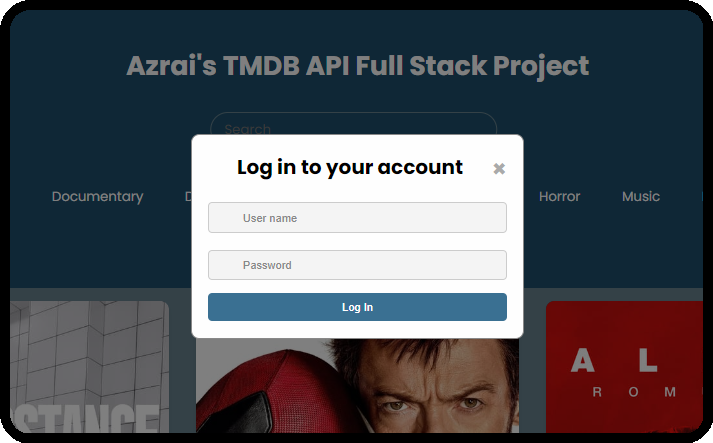 Azrai's TMDB API Full Stack Project
Search
Log in to your account ✖
Documentary D Horror Music
User name
Password
Log In
STANCE
A L
R O M